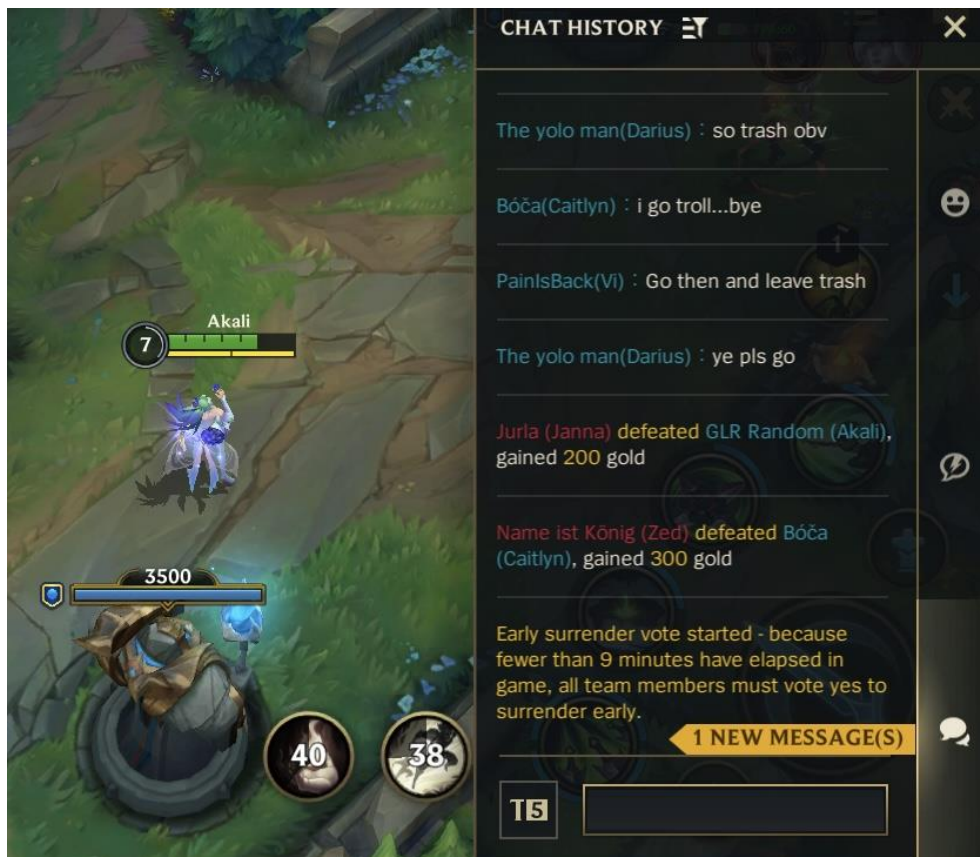 CHAT HISTORY
The yolo man(Darius) : so trash obv
Bóča(Caitlyn) : i go troll...bye
PainIsBack(Vi) : Go then and leave trash
The yolo man(Darius) : ye pls go
Jurla (Janna) defeated GLR Random (Akali),
gained 200 gold
Name ist König (Zed) defeated Bóča
(Caitlyn), gained 300 gold
Early surrender vote started - because
fewer than 9 minutes have elapsed in
game, all team members must vote yes to
surrender early.
1 NEW MESSAGE(S)
Akali
7
3500
40
38
1